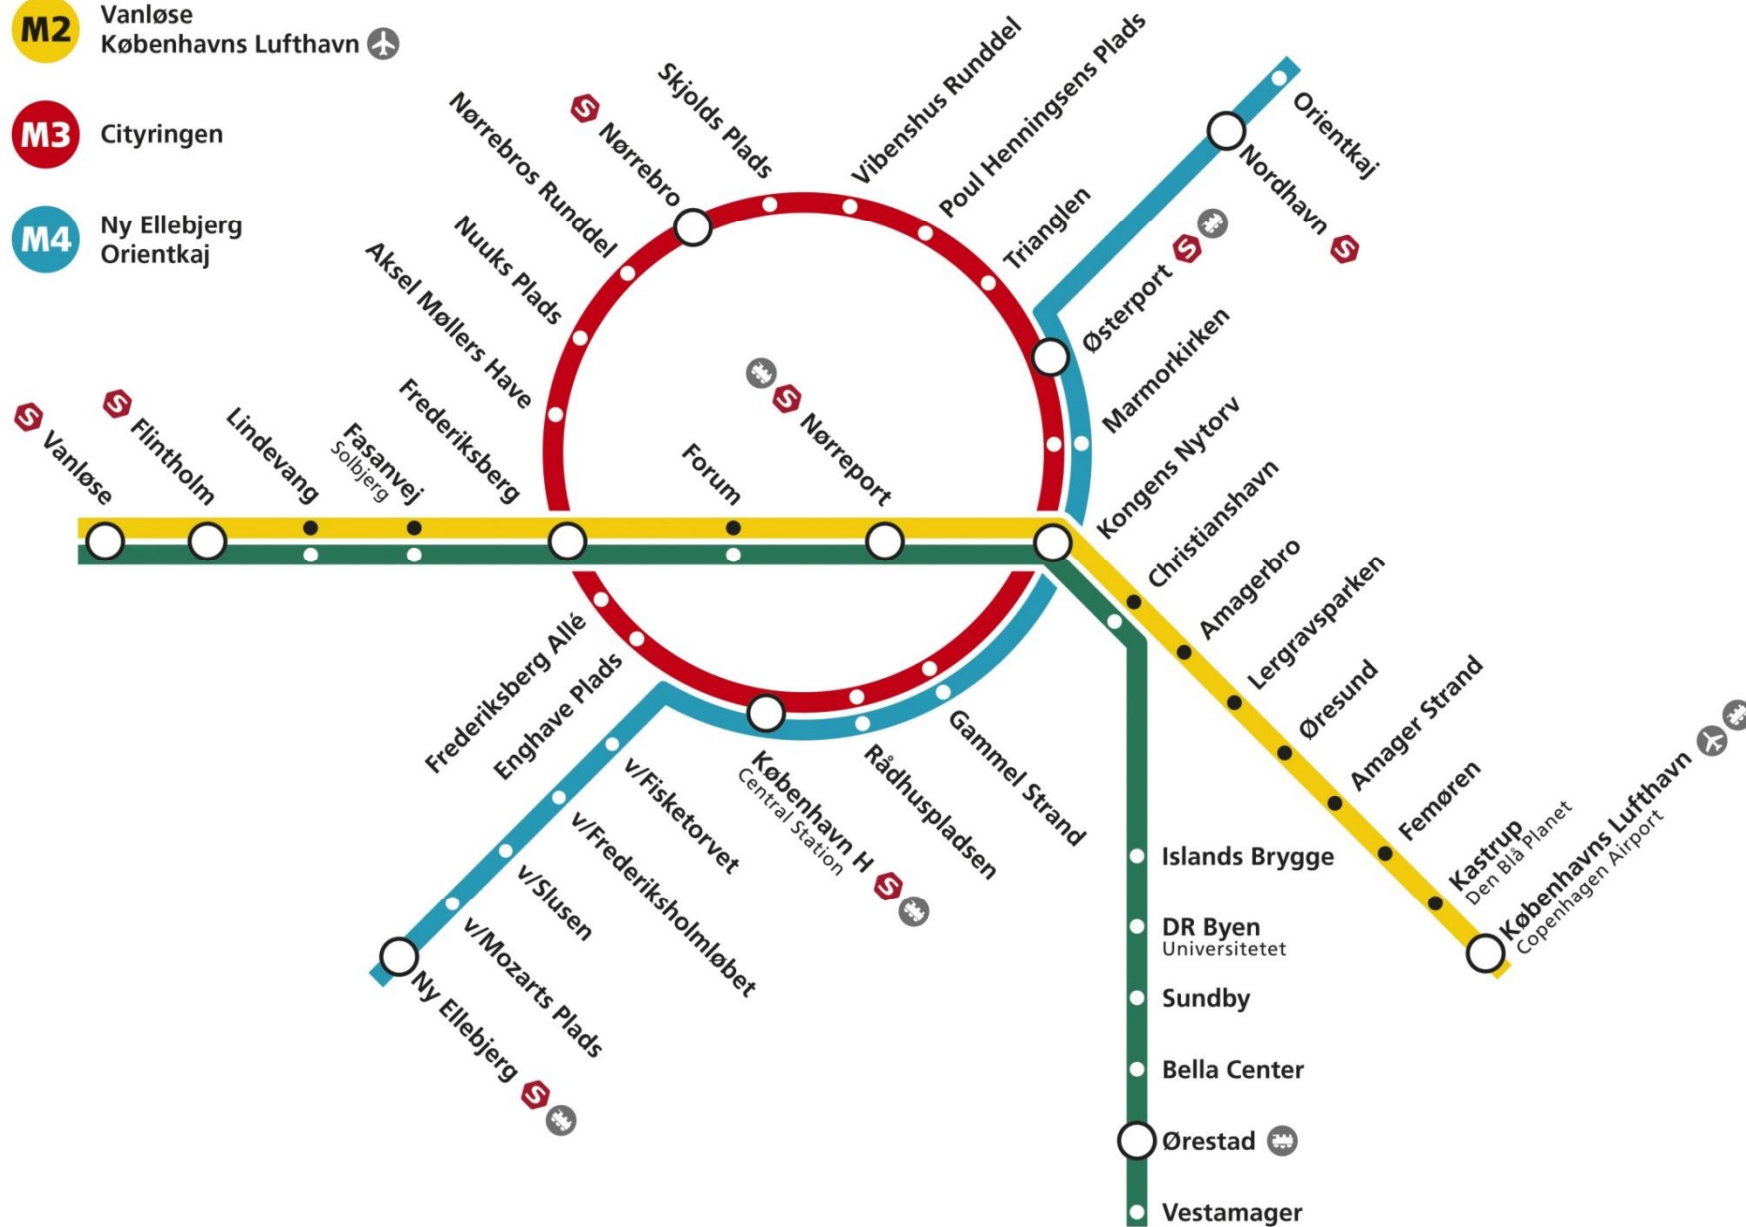 M2
Vanløse
Københavns Lufthavn
M3
Cityringen
M4
Ny Ellebjerg
Orientkaj
S
Vanløse
S
Flintholm
Lindevang
Fasanvej
Solbjerg
Frederiksberg
Aksel Møllers Have
Nuuks Plads
Nørrebros Runddel
S
Nørrebro
Skjolds Plads
Vibenshus Runddel
Poul Henningsens Plads
Trianglen
Orientkaj
Nordhavn
S
Østerport
S
Marmorkirken
Forum
S
Nørreport
Kongens Nytorv
Christianshavn
Amagerbro
Lergravsparken
Øresund
Amager Strand
Femøren
Kastrup
Den Blå Planet
Københavns Lufthavn
Copenhagen Airport
Frederiksberg Allé
Enghave Plads
København H
Central Station
S
Rådhuspladsen
Gammel Strand
v/Fisketorvet
v/Frederiksholmløbet
v/Slusen
v/Mozarts Plads
Ny Ellebjerg
S
Islands Brygge
DR Byen
Universitetet
Sundby
Bella Center
Ørestad
Vestamager